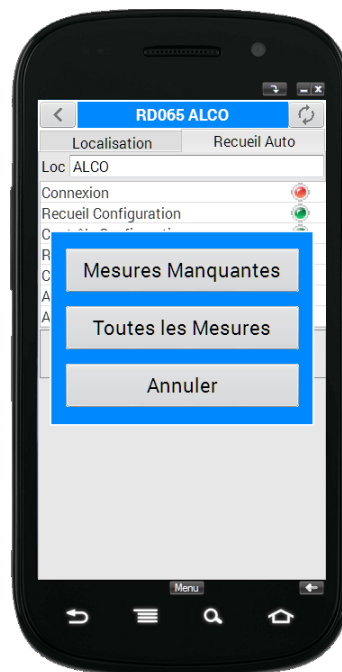 RD065 ALCO
Localisation
Recueil Auto
Loc ALCO
Connexion
Recueil Configuration
Mesures Manquantes
Toutes les Mesures
Annuler
Menu